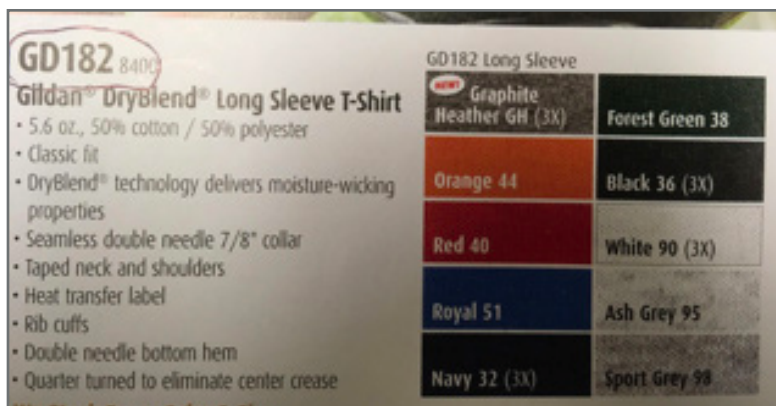 GD182 8400
Gildan® DryBlend® Long Sleeve T-Shirt
• 5.6 oz., 50% cotton / 50% polyester
• Classic fit
• DryBlend® technology delivers moisture-wicking
properties
• Seamless double needle 7/8" collar
• Taped neck and shoulders
• Heat transfer label
• Rib cuffs
• Double needle bottom hem
• Quarter turned to eliminate center crease
GD182 Long Sleeve
NEW!
Graphite
Heather GH (3X)
Forest Green 38
Orange 44
Black 36 (3X)
Red 40
White 90 (3X)
Royal 51
Ash Grey 95
Navy 32 (3X)
Sport Grey 98